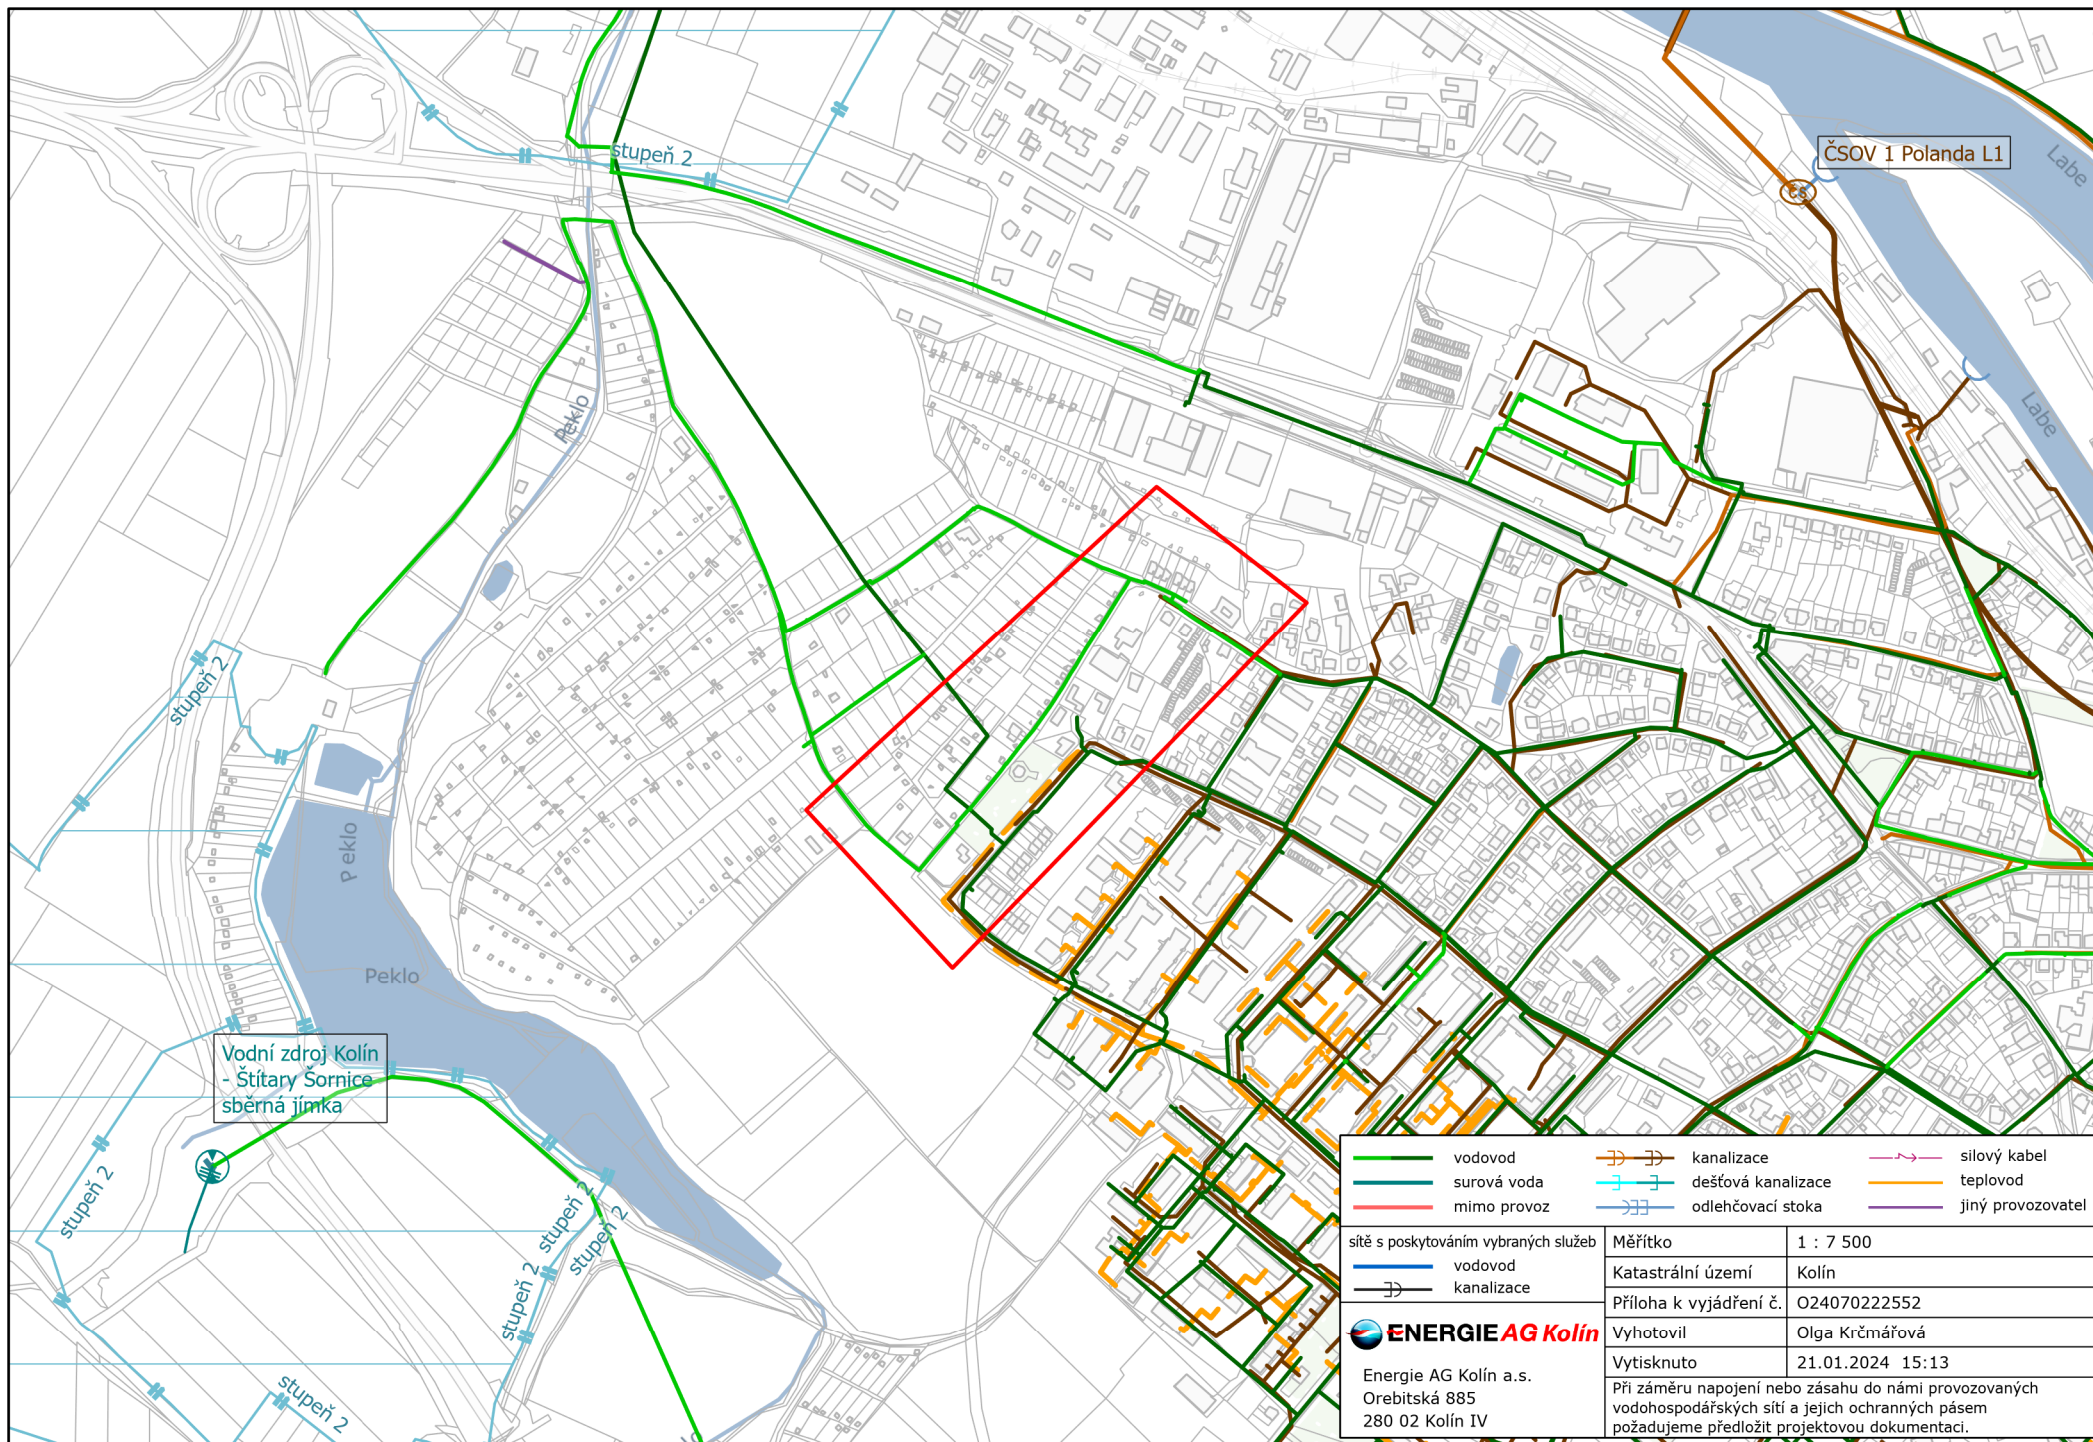 stupeň 2
ČSOV 1 Polanda L1
ČS
Labe
Labe
Peklo
stupeň 2
Peklo
Peklo
Vodní zdroj Kolín
- Štítary Šornice
sběrná jímka
stupeň 2
stupeň 2
stupeň 2
stupeň 2
stupeň 2
vodovod
surová voda
mimo provoz
kanalizace
dešťová kanalizace
odlehčovací stoka
silový kabel
teplovod
jiný provozovatel
sítě s poskytováním vybraných služeb
vodovod
kanalizace
Měřítko 1 : 7 500
Katastrální území Kolín
Příloha k vyjádření č. O24070222552
Vyhotovil Olga Krčmářová
Vytisknuto 21.01.2024 15:13
ENERGIE AG Kolín
Energie AG Kolín a.s.
Orebitská 885
280 02 Kolín IV
Při záměru napojení nebo zásahu do námi provozovaných
vodohospodářských sítí a jejich ochranných pásem
požadujeme předložit projektovou dokumentaci.